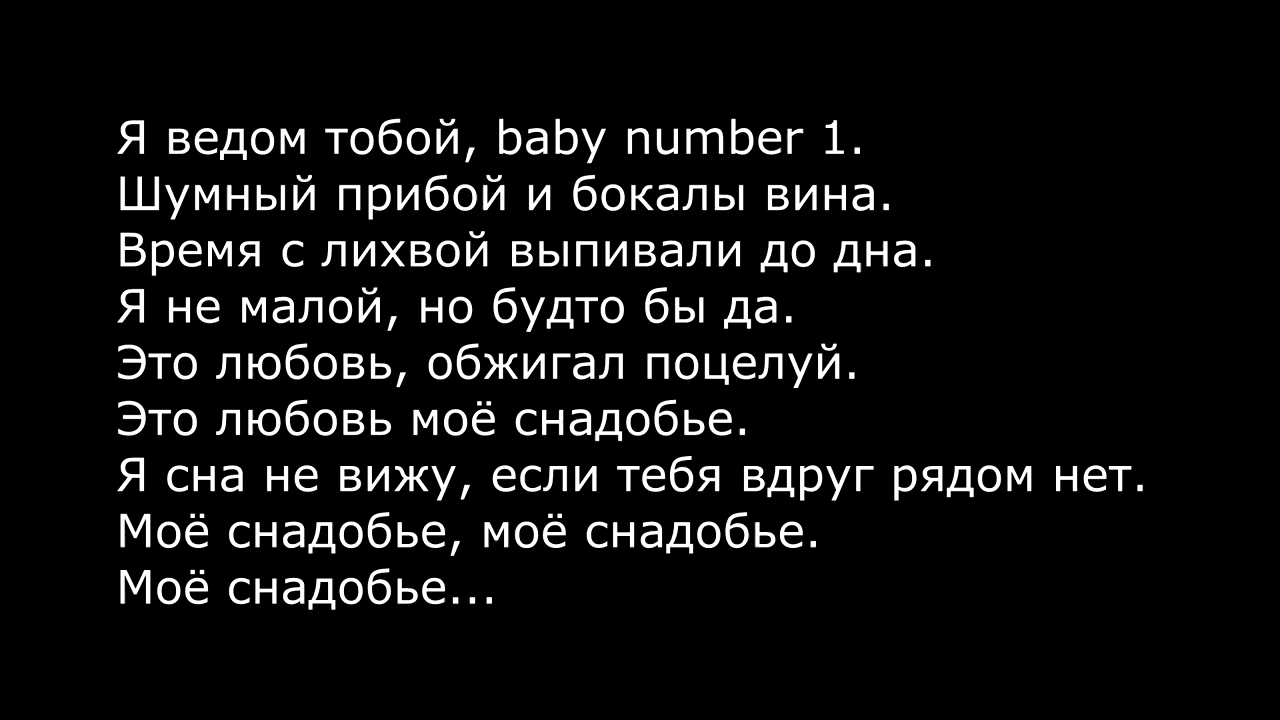 Я ведом тобой, baby number 1.
Шумный прибой и бокалы вина.
Время с лихвой выпивали до дна.
Я не малой, но будто бы да.
Это любовь, обжигал поцелуй.
Это любовь моё снадобье.
Я сна не вижу, если тебя вдруг рядом нет.
Моё снадобье, моё снадобье.
Моё снадобье...